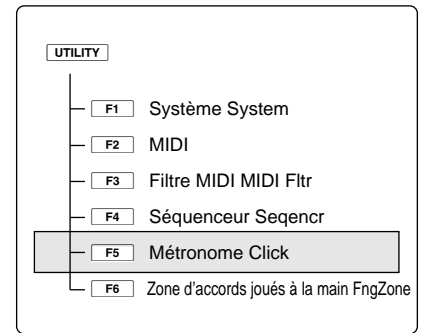 UTILITY
F1 Système System
F2 MIDI
F3 Filtre MIDI MIDI Fltr
F4 Séquenceur Seqencr
F5 Métronome Click
F6 Zone d'accords joués à la main FngZone